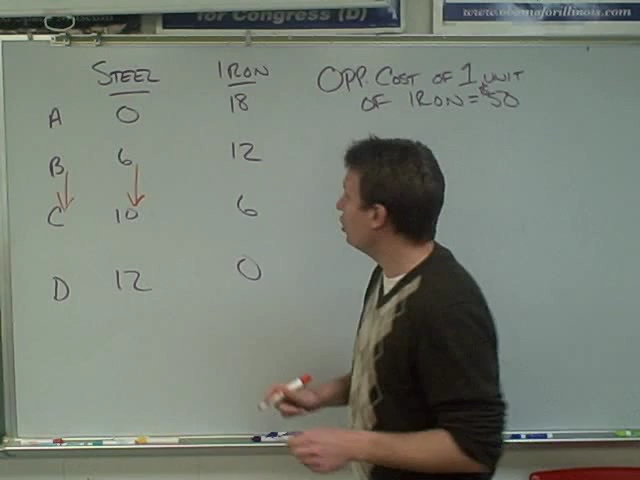 for Congress (D)
www.obamaforillinois.com
STEEL IRON
A 0 18
B 6 12
C 10 6
D 12 0
OPP. COST OF 1 UNIT
OF IRON = $50